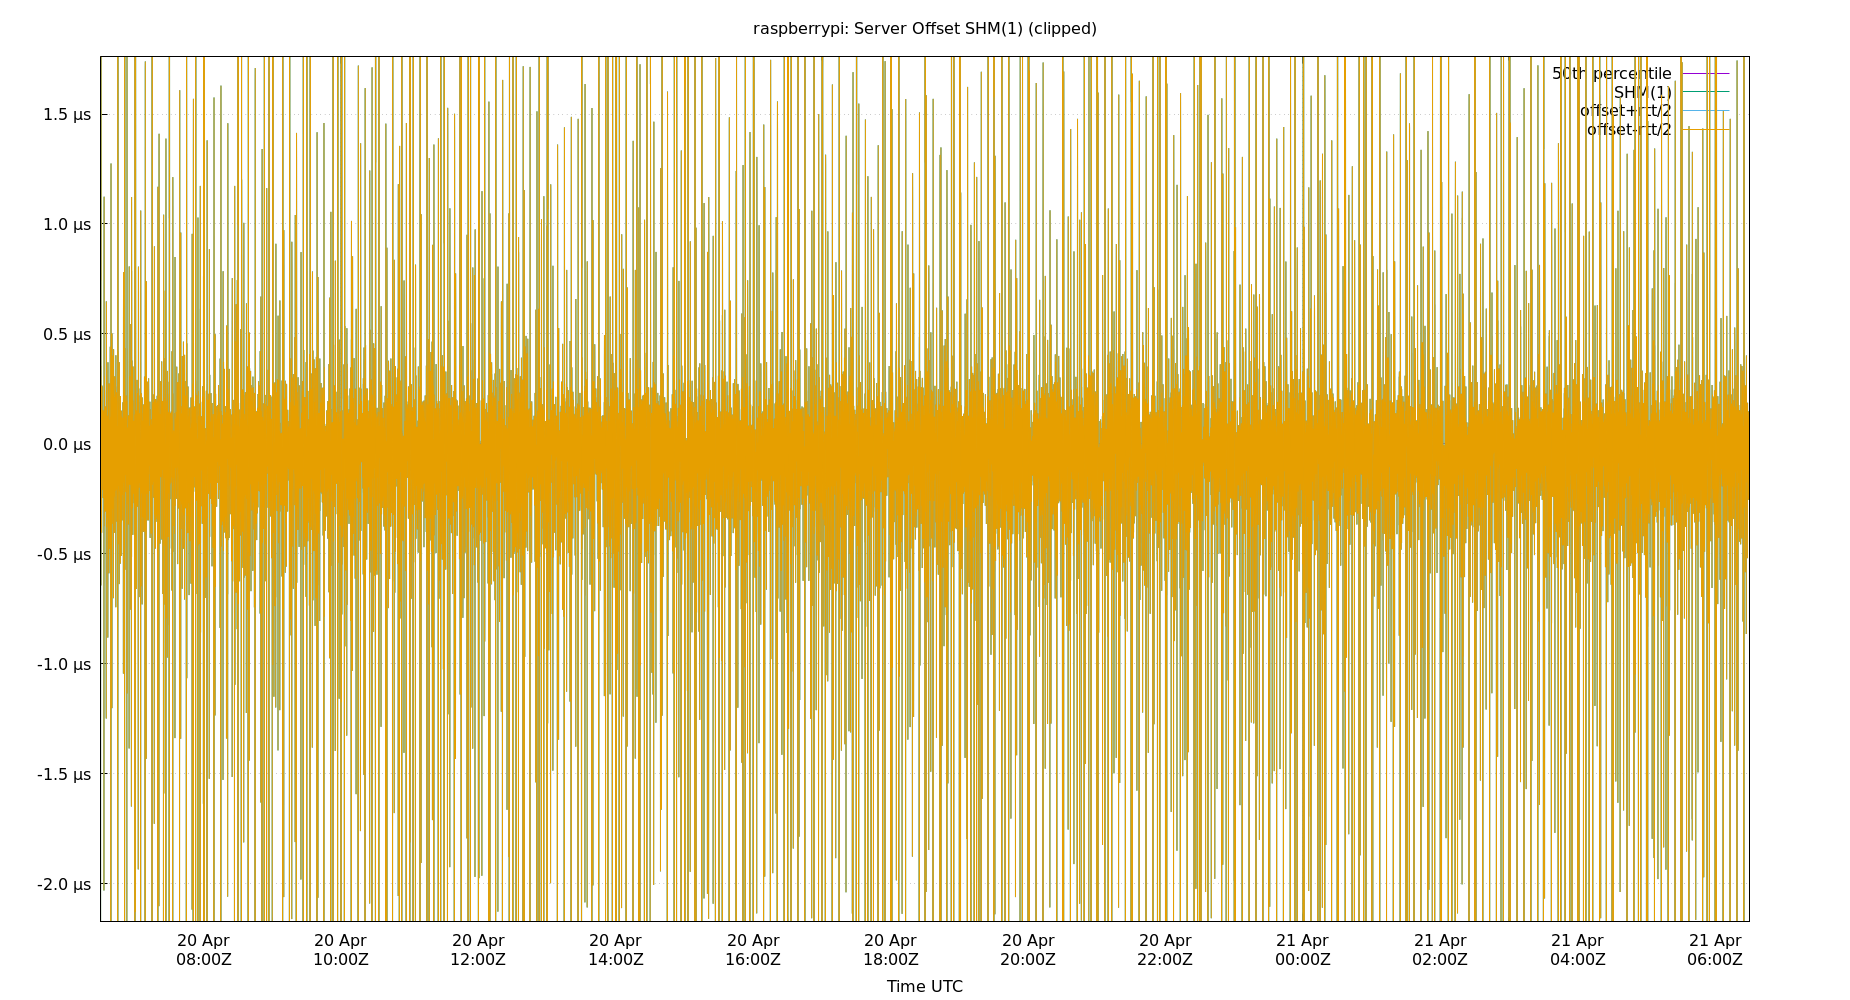 raspberrypi: Server Offset SHM(1) (clipped)
50th percentile
SHM(1)
offset+rtt/2
offset-rtt/2
1.5 µs
1.0 µs
0.5 µs
0.0 µs
-0.5 µs
-1.0 µs
-1.5 µs
-2.0 µs
20 Apr 20 Apr 20 Apr 20 Apr 20 Apr 20 Apr 20 Apr 20 Apr 21 Apr 21 Apr 21 Apr 21 Apr
08:00Z 10:00Z 12:00Z 14:00Z 16:00Z 18:00Z 20:00Z 22:00Z 00:00Z 02:00Z 04:00Z 06:00Z
Time UTC